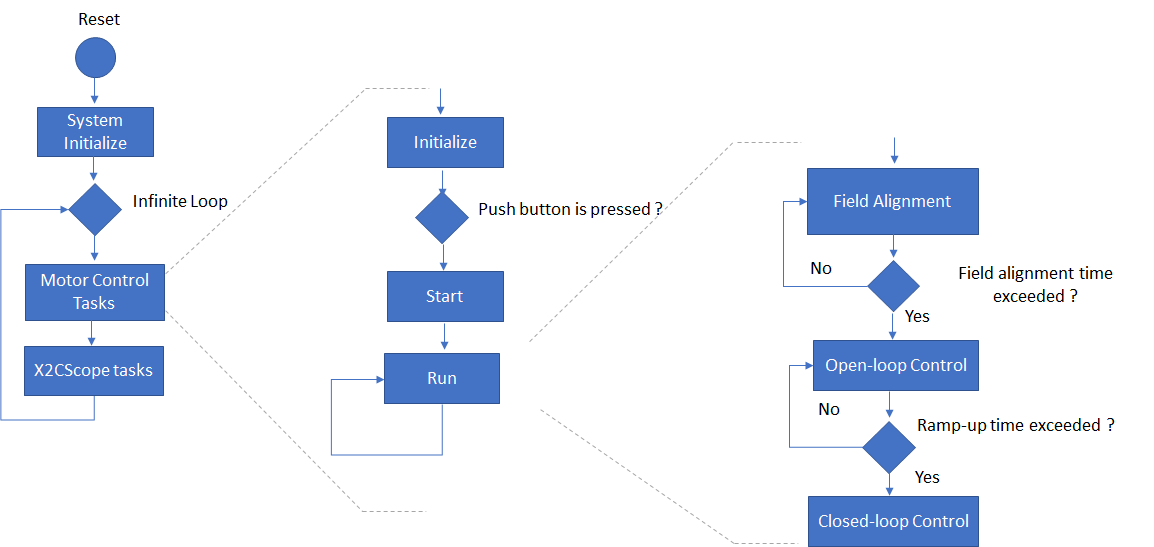 Reset
System
Initialize
Infinite Loop
Motor Control
Tasks
X2CScope tasks
Initialize
Push button is pressed ?
Start
Run
Field Alignment
No
Field alignment time
exceeded ?
Yes
Open-loop Control
No
Ramp-up time exceeded ?
Yes
Closed-loop Control